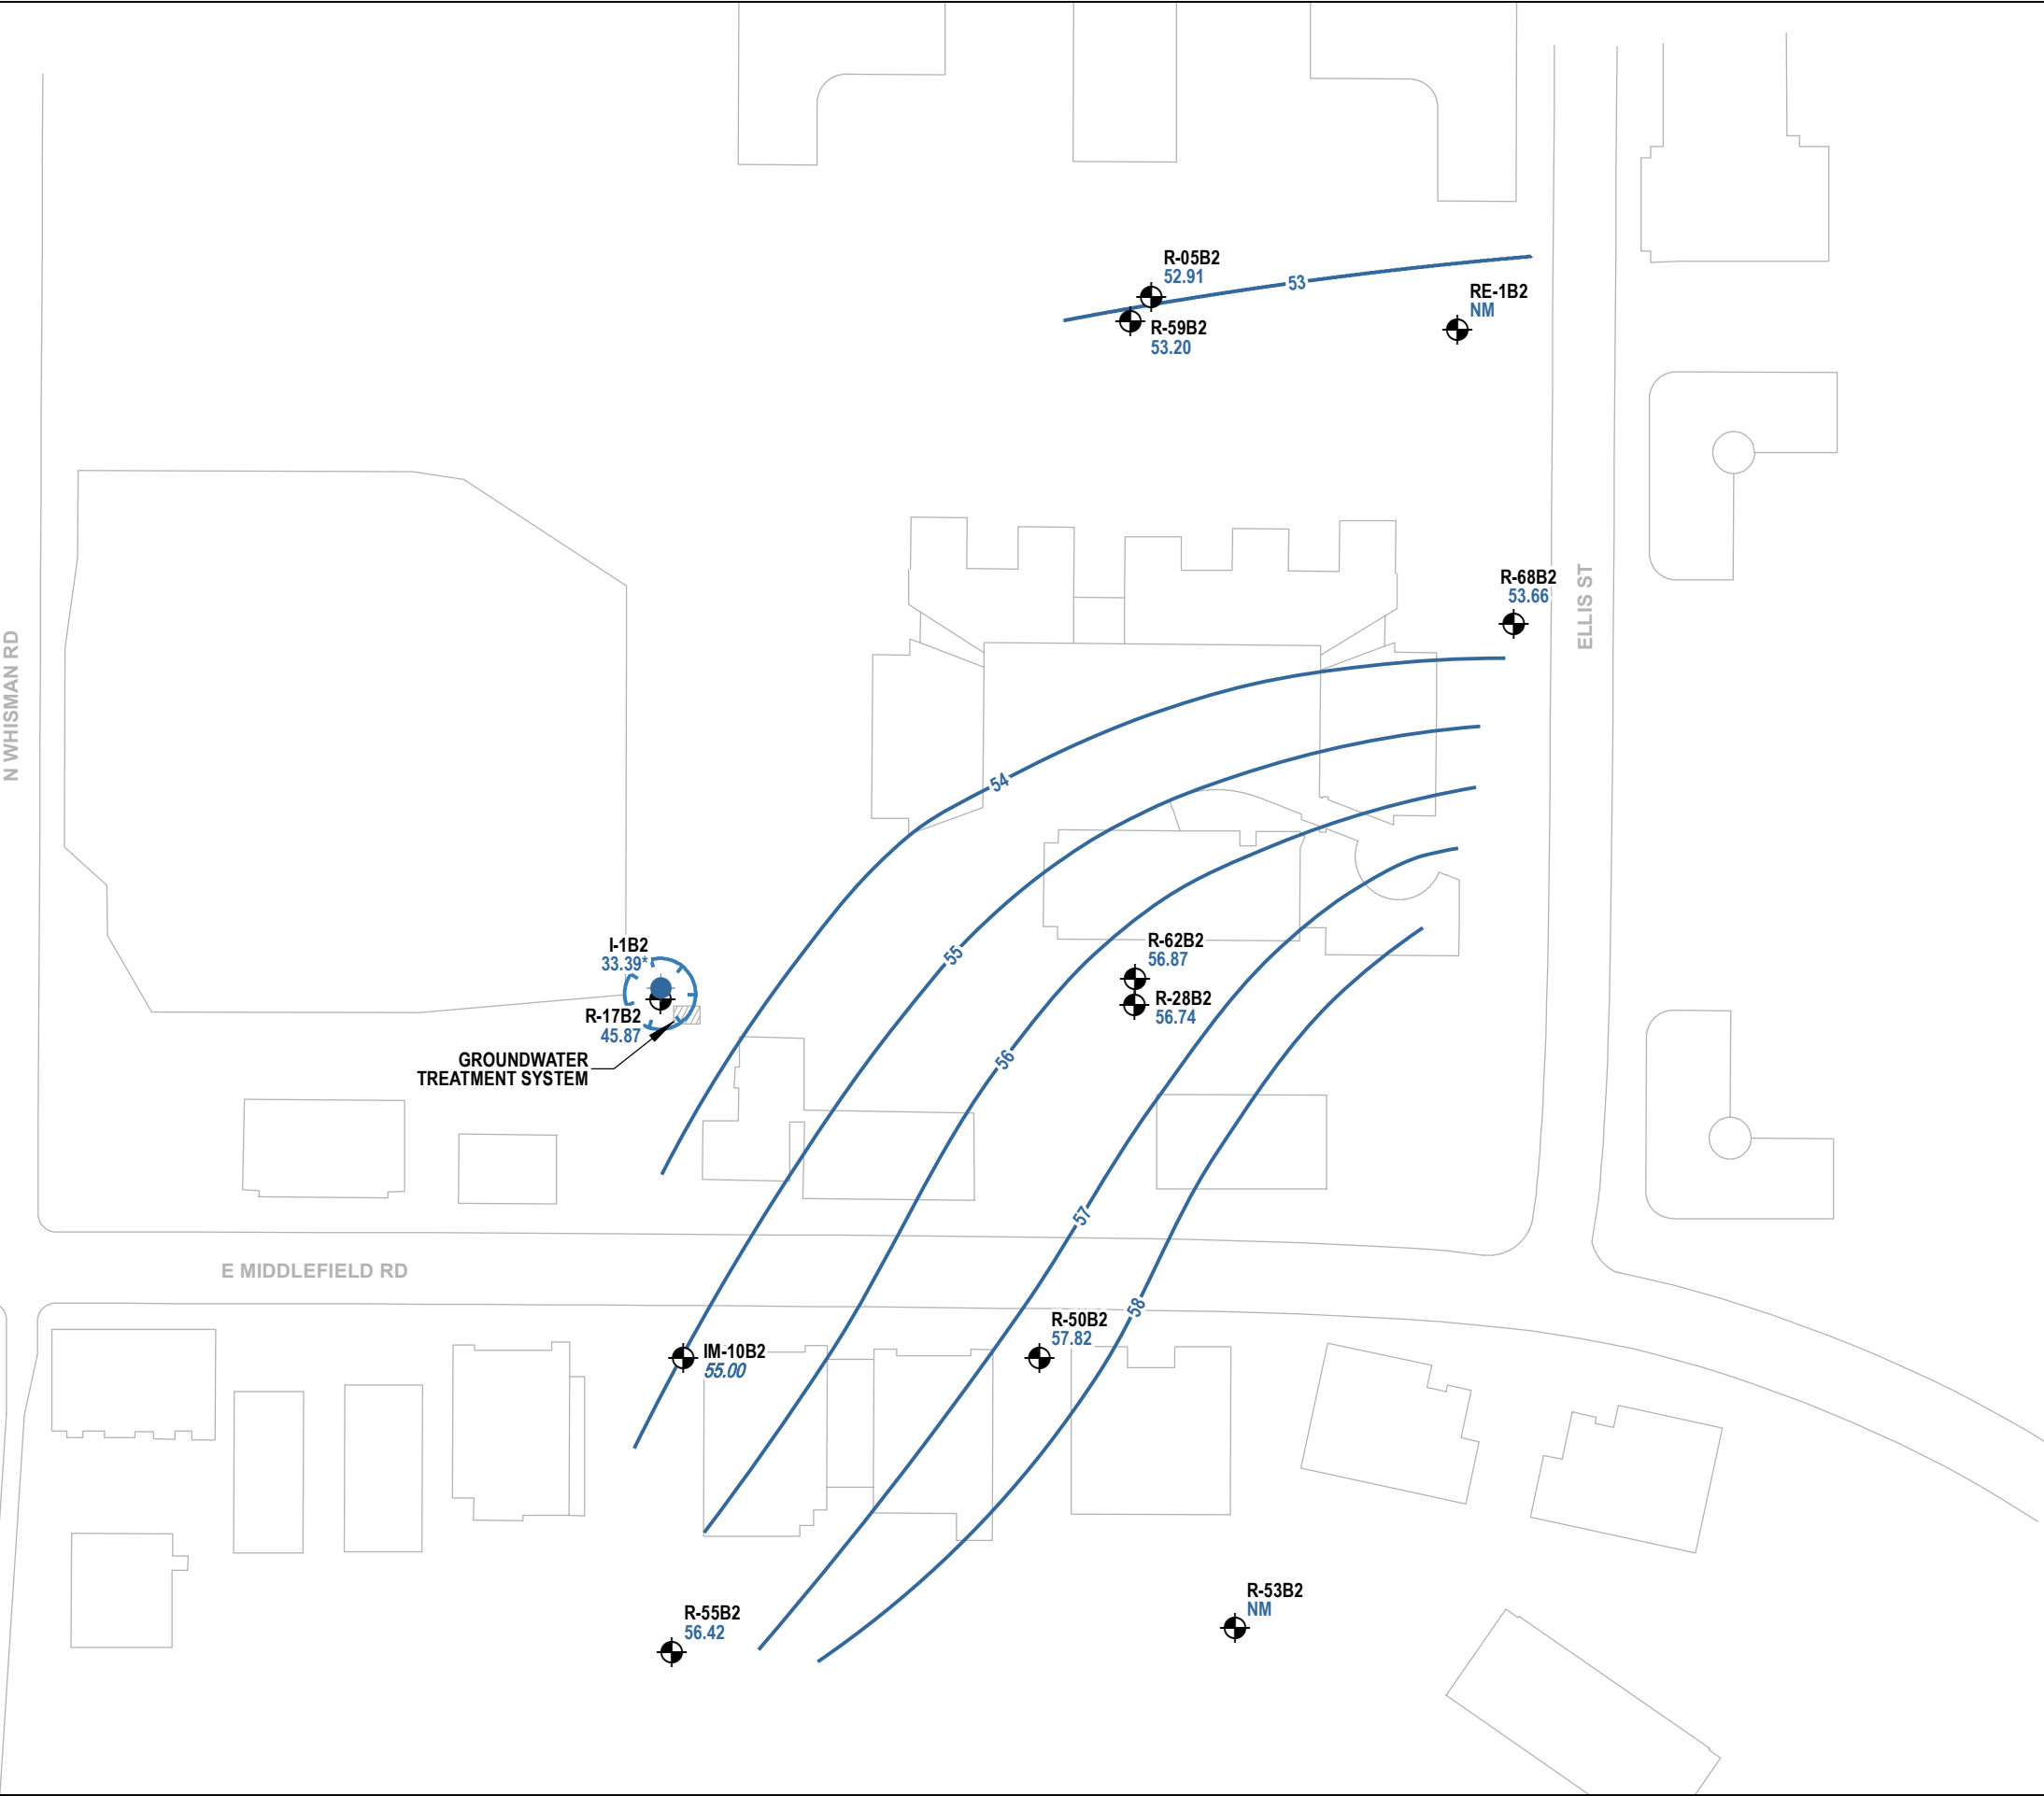 R-05B2
52.91
53
RE-1B2
NM
R-59B2
53.20
R-68B2
53.66
ELLIS ST
N WHISMAN RD
54
I-1B2
33.39*
55
R-62B2
56.87
R-28B2
56.74
R-17B2
45.87
56
GROUNDWATER
TREATMENT SYSTEM
57
E MIDDLEFIELD RD
58
R-50B2
57.82
IM-10B2
55.00
R-53B2
NM
R-55B2
56.42